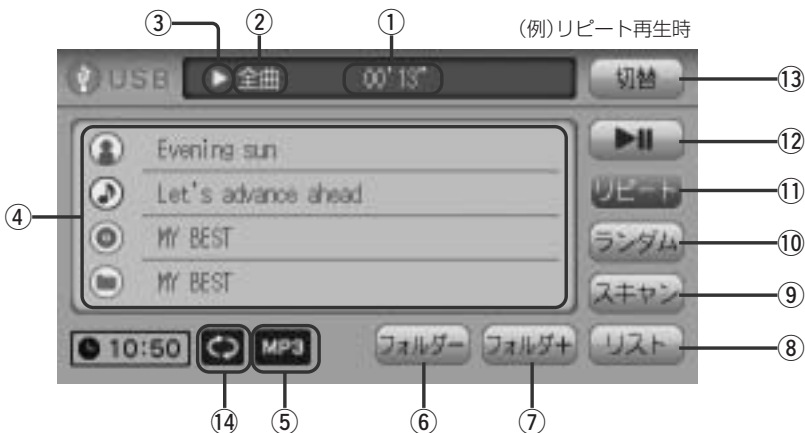 ③ ② ① (例)リピート再生時
USB 全曲 00'13" 切替 ⑬
Evening sun ⑫
Let's advance ahead リピート ⑪
④ MY BEST ランダム ⑩
MY BEST スキャン ⑨
10:50 MP3 フォルダー フォルダ+ リスト ⑧
⑭ ⑤ ⑥ ⑦